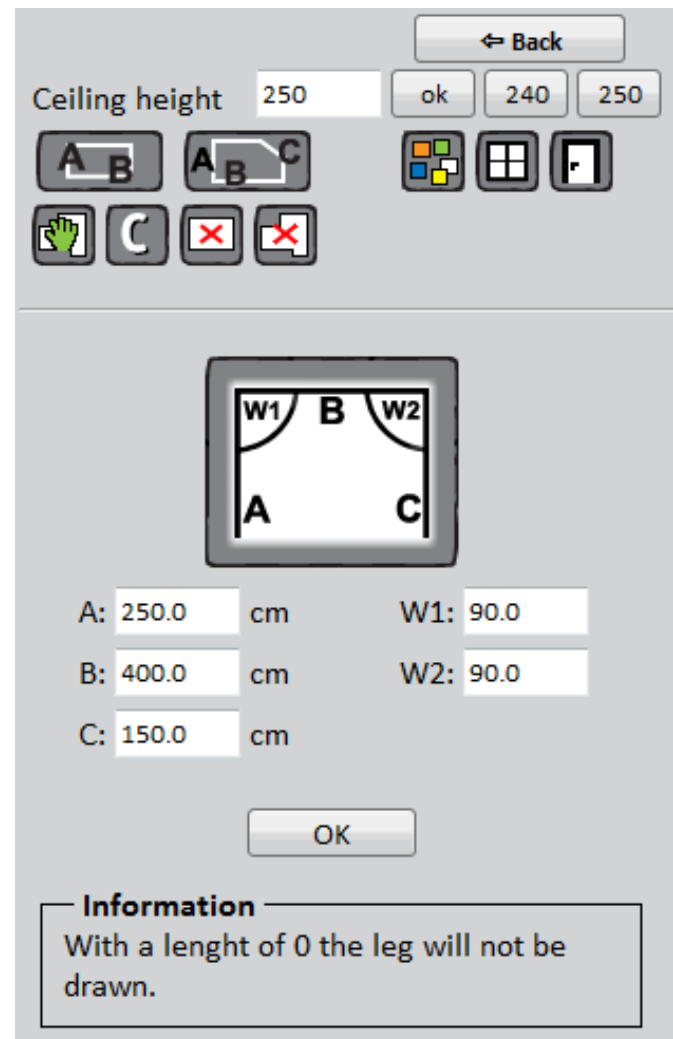 ⇦ Back
Ceiling height 250 ok 240 250
A B A B C
C
W1 B W2
A C
A: 250.0 cm W1: 90.0
B: 400.0 cm W2: 90.0
C: 150.0 cm
OK
Information
With a lenght of 0 the leg will not be
drawn.